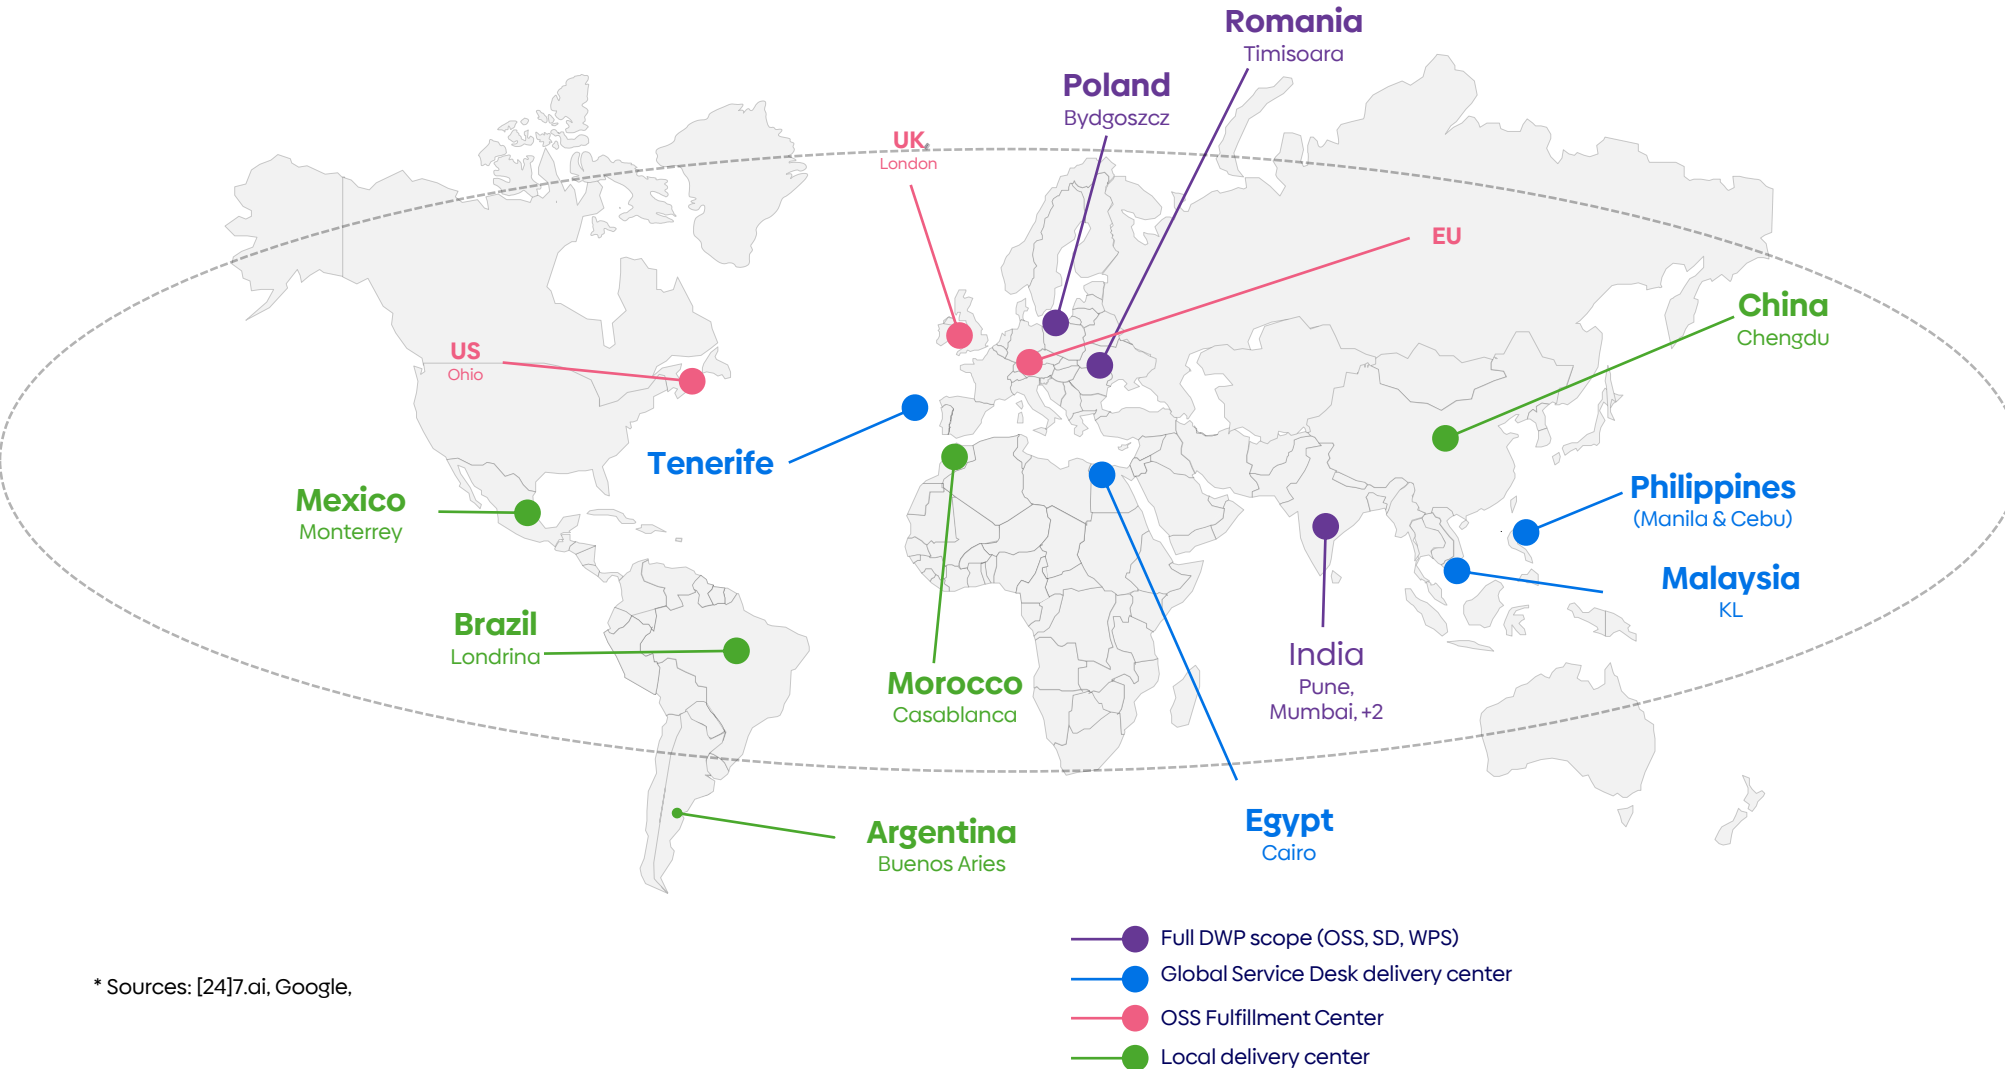 Romania
Timisoara
Poland
Bydgoszcz
UK
London
EU
China
Chengdu
US
Ohio
Tenerife
Mexico
Monterrey
Philippines
(Manila & Cebu)
Malaysia
KL
Brazil
Londrina
Morocco
Casablanca
India
Pune,
Mumbai, +2
Argentina
Buenos Aries
Egypt
Cairo
Full DWP scope (OSS, SD, WPS)
Global Service Desk delivery center
OSS Fulfillment Center
Local delivery center
* Sources: [24]7.ai, Google,